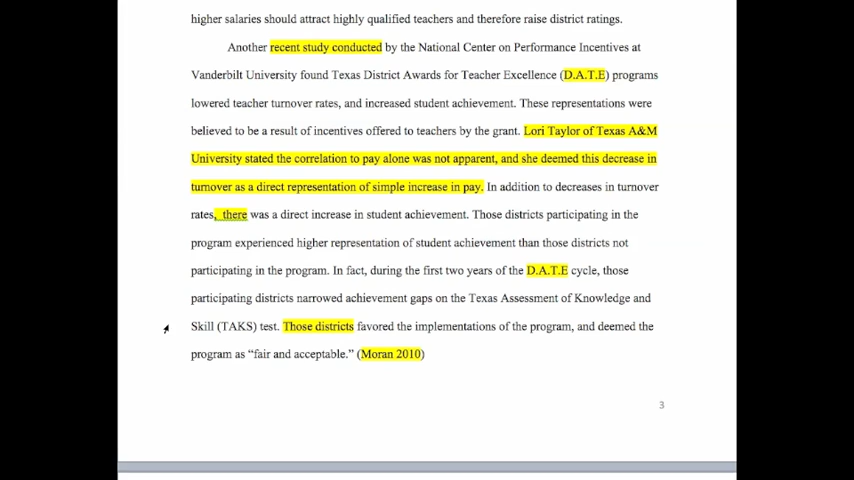 higher salaries should attract highly qualified teachers and therefore raise district ratings.
Another recent study conducted by the National Center on Performance Incentives at
Vanderbilt University found Texas District Awards for Teacher Excellence (D.A.T.E) programs
lowered teacher turnover rates, and increased student achievement. These representations were
believed to be a result of incentives offered to teachers by the grant. Lori Taylor of Texas A&M
University stated the correlation to pay alone was not apparent, and she deemed this decrease in
turnover as a direct representation of simple increase in pay. In addition to decreases in turnover
rates, there was a direct increase in student achievement. Those districts participating in the
program experienced higher representation of student achievement than those districts not
participating in the program. In fact, during the first two years of the D.A.T.E cycle, those
participating districts narrowed achievement gaps on the Texas Assessment of Knowledge and
Skill (TAKS) test. Those districts favored the implementations of the program, and deemed the
program as “fair and acceptable.” (Moran 2010)
3